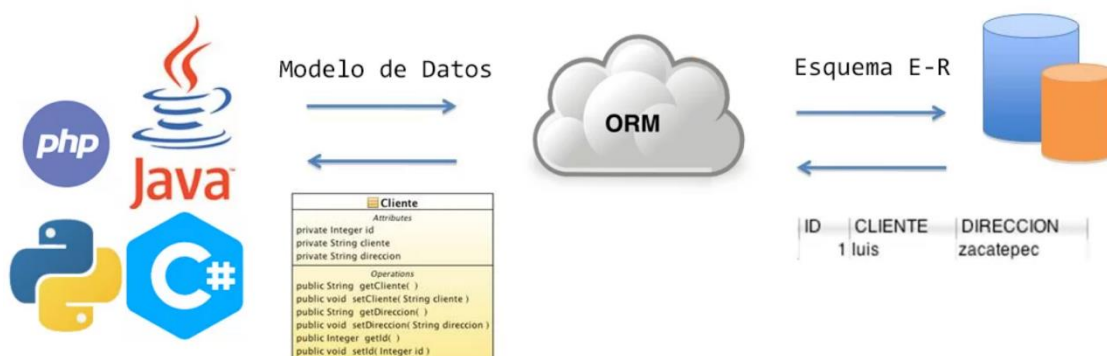 php
Java
C#
Modelo de Datos
Cliente
Attributes
private Integer id
private String cliente
private String direccion
Operations
public String getCliente( )
public void setCliente( String cliente )
public String getDireccion( )
public void setDireccion( String direccion )
public Integer getId( )
public void setId( Integer id )
ORM
Esquema E-R
ID CLIENTE DIRECCION
1 luis zacatepec